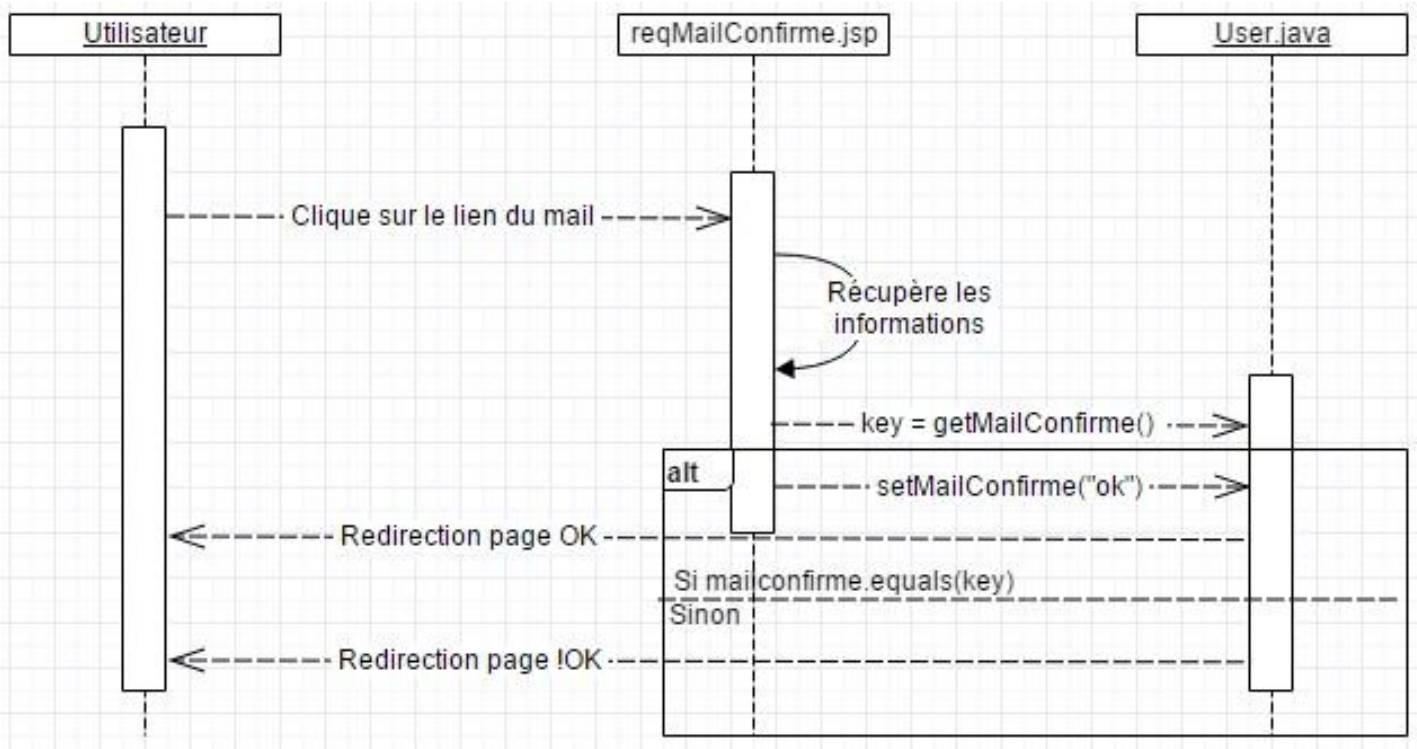 Utilisateur
reqMailConfirme.jsp
User.java
Clique sur le lien du mail
Récupère les
informations
key = getMailConfirme()
alt
setMailConfirme("ok")
Redirection page OK
Si mailconfirme.equals(key)
Sinon
Redirection page !OK